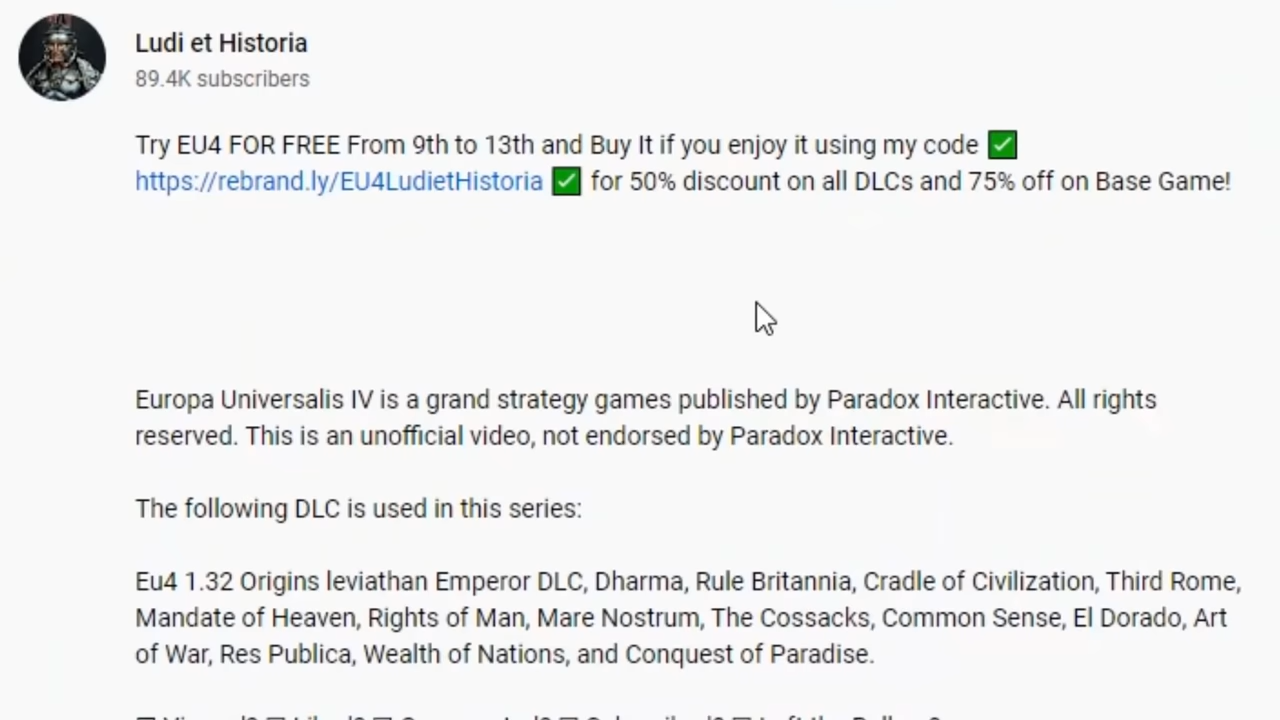 Ludi et Historia
89.4K subscribers
Try EU4 FOR FREE From 9th to 13th and Buy It if you enjoy it using my code ✅
https://rebrand.ly/EU4LudietHistoria ✅ for 50% discount on all DLCs and 75% off on Base Game!
Europa Universalis IV is a grand strategy games published by Paradox Interactive. All rights
reserved. This is an unofficial video, not endorsed by Paradox Interactive.
The following DLC is used in this series:
Eu4 1.32 Origins leviathan Emperor DLC, Dharma, Rule Britannia, Cradle of Civilization, Third Rome,
Mandate of Heaven, Rights of Man, Mare Nostrum, The Cossacks, Common Sense, El Dorado, Art
of War, Res Publica, Wealth of Nations, and Conquest of Paradise.